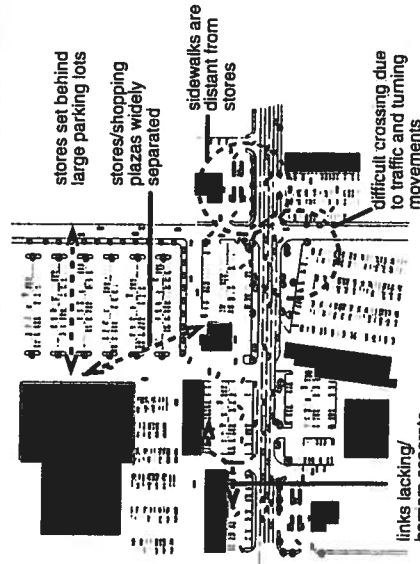 stores set behind
large parking lots
stores/shopping
plazas widely
separated
sidewalks are
distant from
stores
difficult crossing due
to traffic and turning
movements
links lacking/